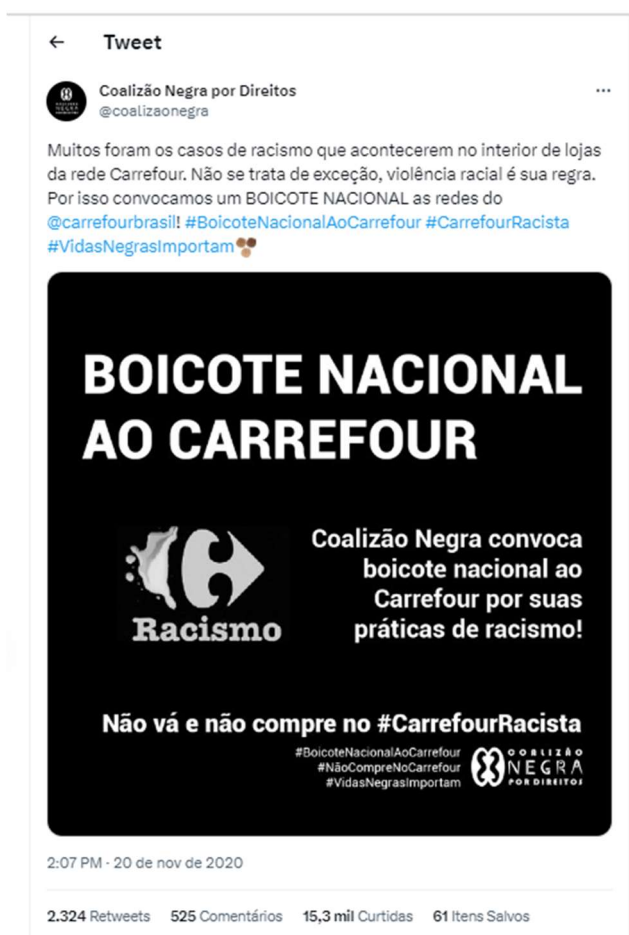 Tweet
Coalizão Negra por Direitos
@coalizaonegra
Muitos foram os casos de racismo que acontecerem no interior de lojas
da rede Carrefour. Não se trata de exceção, violência racial é sua regra.
Por isso convocamos um BOICOTE NACIONAL as redes do
@carrefourbrasil! #BoicoteNacionalAoCarrefour #CarrefourRacista
#VidasNegrasImportam
BOICOTE NACIONAL
AO CARREFOUR
Racismo
Coalizão Negra convoca
boicote nacional ao
Carrefour por suas
práticas de racismo!
Não vá e não compre no #CarrefourRacista
#BoicoteNacionalAoCarrefour
#NãoCompreNoCarrefour
#VidasNegrasImportam
COALIZÃO
NEGRA
POR DIREITOS
2:07 PM · 20 de nov de 2020
2.324 Retweets 525 Comentários 15,3 mil Curtidas 61 Itens Salvos